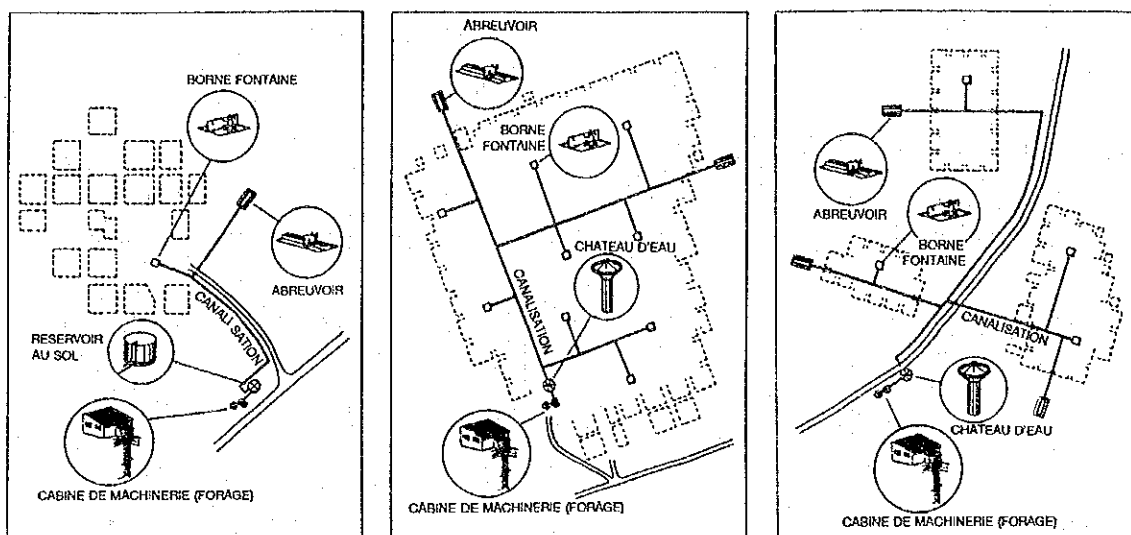 BORNE FONTAINE
ABREUVOIR
CANALISATION
RESERVOIR
AU SOL
CABINE DE MACHINERIE (FORAGE)
ABREUVOIR
BORNE
FONTAINE
CHATEAU D'EAU
CANALISATION
CABINE DE MACHINERIE (FORAGE)
ABREUVOIR
BORNE
FONTAINE
CANALISATION
CHATEAU D'EAU
CABINE DE MACHINERIE (FORAGE)